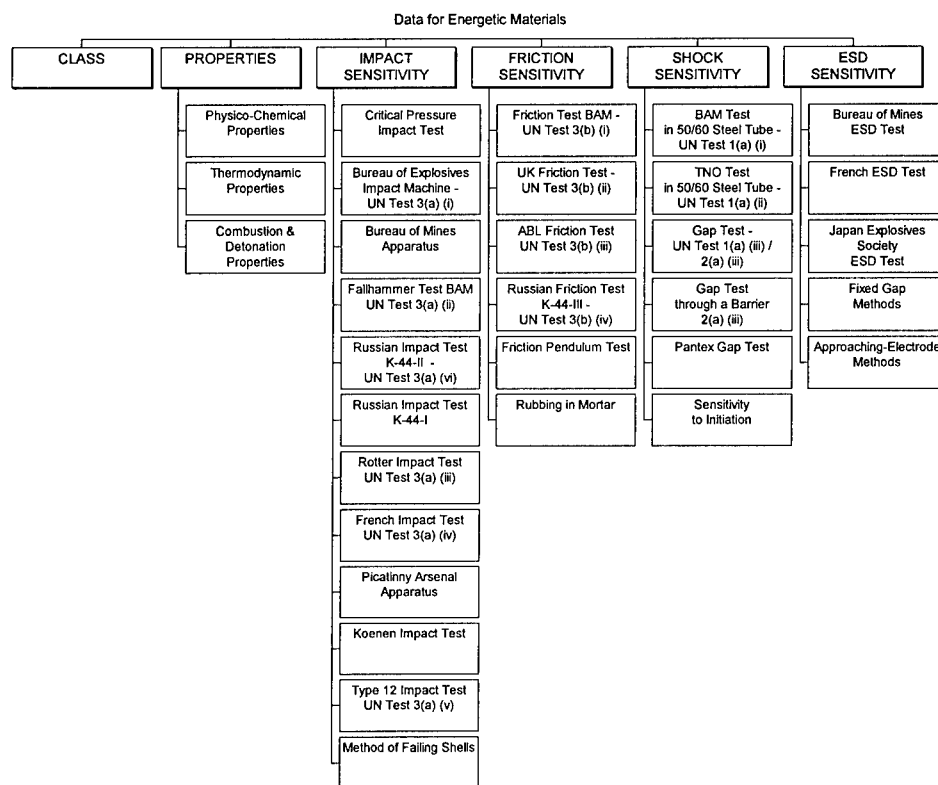 Data for Energetic Materials
CLASS
PROPERTIES
Physico-Chemical
Properties
Thermodynamic
Properties
Combustion &
Detonation
Properties
IMPACT
SENSITIVITY
Critical Pressure
Impact Test
Bureau of Explosives
Impact Machine -
UN Test 3(a) (i)
Bureau of Mines
Apparatus
Fallhammer Test BAM
UN Test 3(a) (ii)
Russian Impact Test
K-44-II -
UN Test 3(a) (vi)
Russian Impact Test
K-44-I
Rotter Impact Test
UN Test 3(a) (iii)
French Impact Test
UN Test 3(a) (iv)
Picatinny Arsenal
Apparatus
Koenen Impact Test
Type 12 Impact Test
UN Test 3(a) (v)
Method of Failing Shells
FRICTION
SENSITIVITY
Friction Test BAM -
UN Test 3(b) (i)
UK Friction Test -
UN Test 3(b) (ii)
ABL Friction Test
UN Test 3(b) (iii)
Russian Friction Test
K-44-III -
UN Test 3(b) (iv)
Friction Pendulum Test
Rubbing in Mortar
SHOCK
SENSITIVITY
BAM Test
in 50/60 Steel Tube -
UN Test 1(a) (i)
TNO Test
in 50/60 Steel Tube -
UN Test 1(a) (ii)
Gap Test -
UN Test 1(a) (iii) /
2(a) (iii)
Gap Test
through a Barrier
2(a) (iii)
Pantex Gap Test
Sensitivity
to Initiation
ESD
SENSITIVITY
Bureau of Mines
ESD Test
French ESD Test
Japan Explosives
Society
ESD Test
Fixed Gap
Methods
Approaching-Electrode
Methods